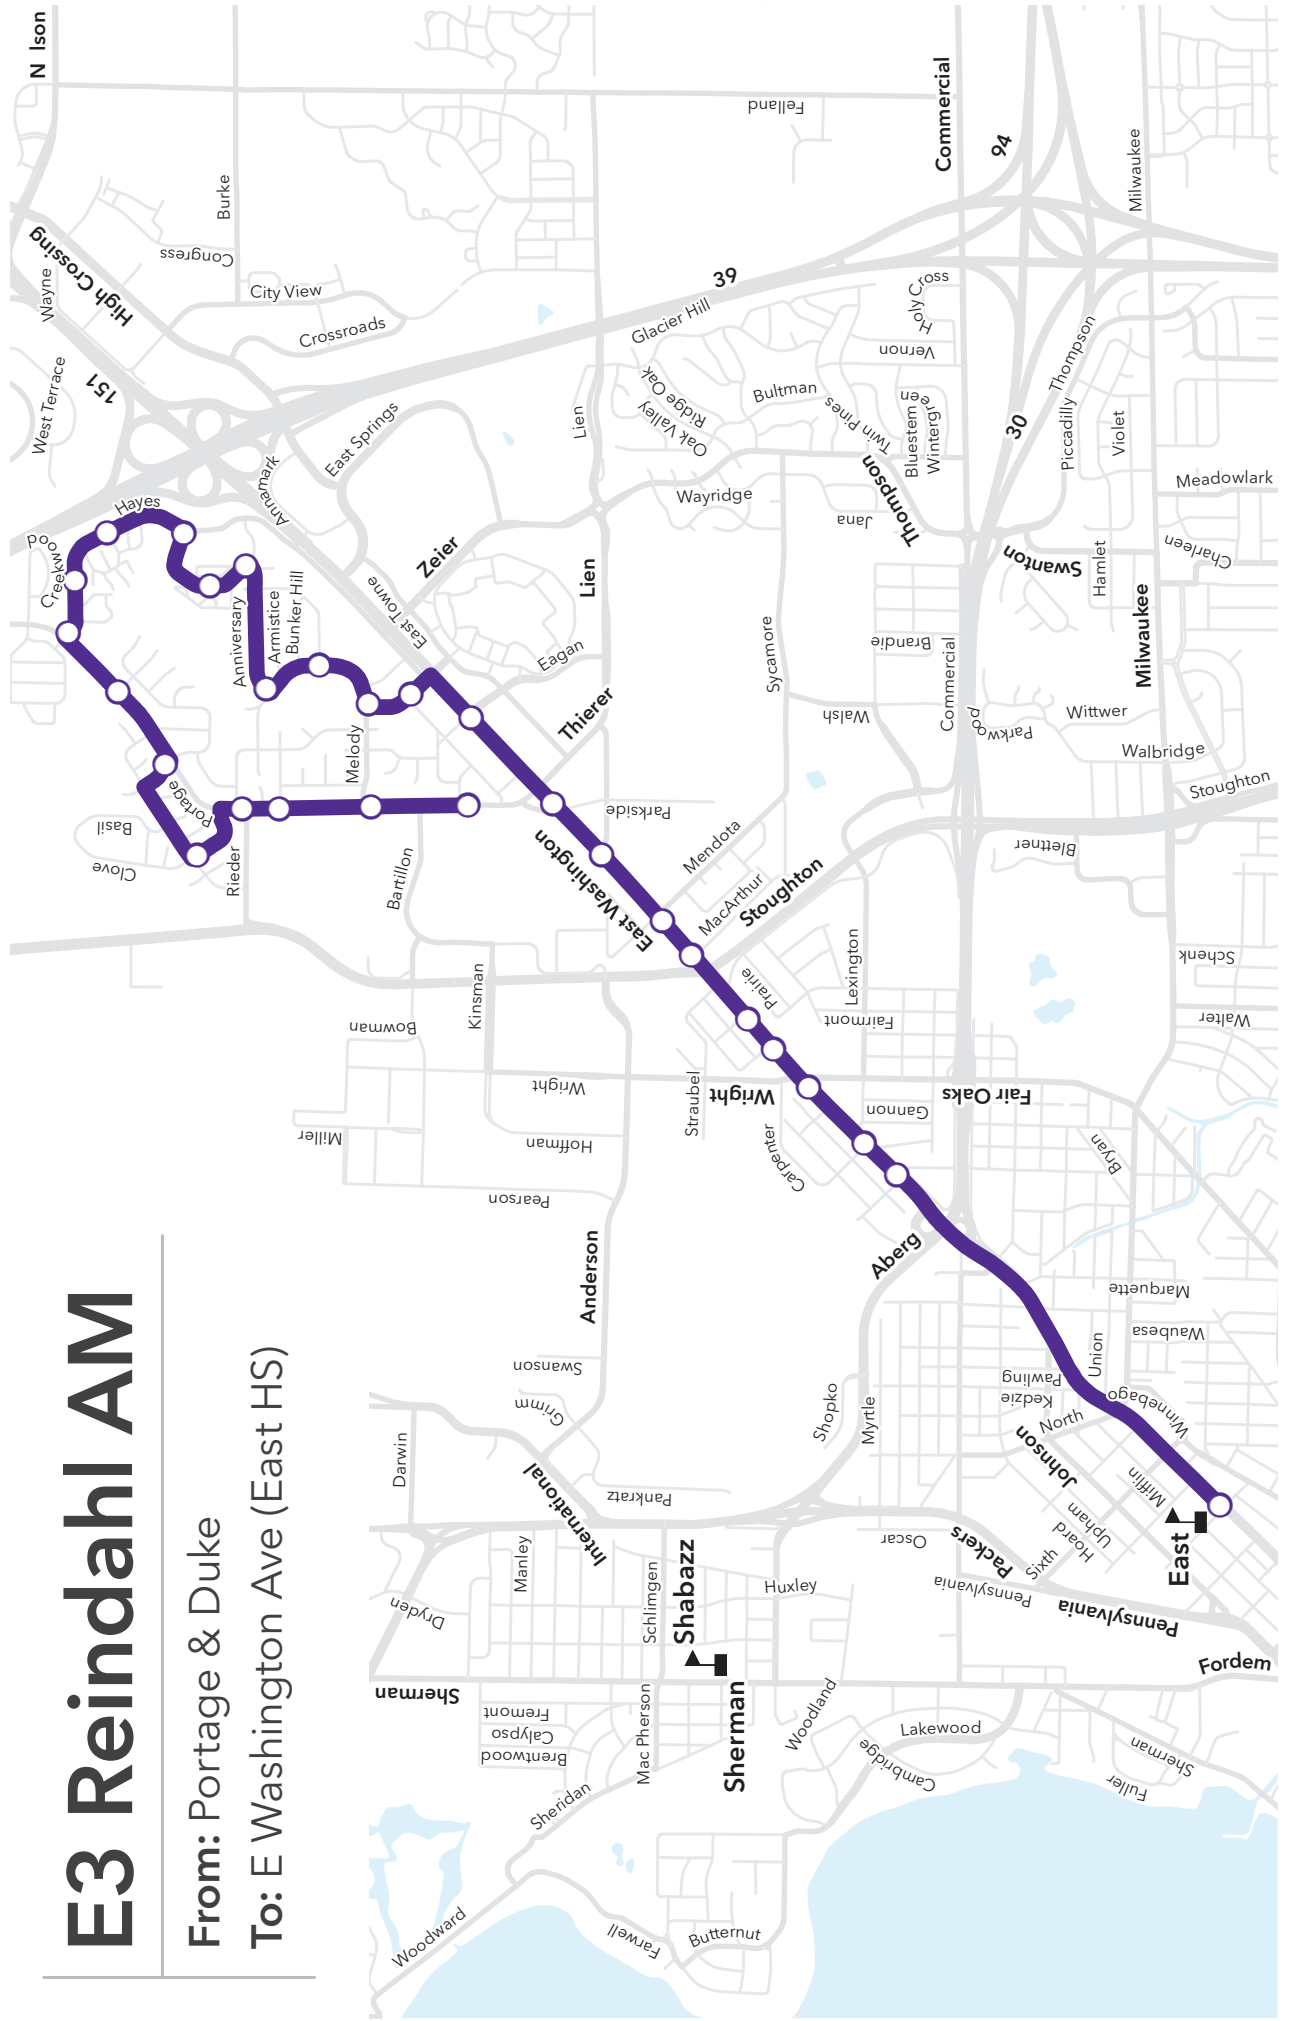 E3 Reindahl AM
From: Portage & Duke
To: E Washington Ave (East HS)
N
lson
Burke
Congress
High Crossing
Wayne
West Terrace
151
City View
Crossroads
Felland
Commercial
94
Milwaukee
39
Glacier Hill
Holy Cross
Vernon
Thompson
Ridge Oak
Oak Valley
Bultman
Twin Pines
Bluestem
Wintergreen
30
Piccadilly
Violet
Meadowlark
Lien
East Springs
Annamark
Hayes
Creekwood
Wayridge
Jana
Thompson
Swanton
Hamlet
Charleen
Zeier
Lien
East Towne
Anniversary
Armistice
Bunker Hill
Eagan
Sycamore
Brandie
Commercial
Milwaukee
Thierer
Walsh
Parkwood
Wittwer
Walbridge
Stoughton
Melody
Portage
Basil
Clove
Rieder
Bartillon
East Washington
Parkside
Mendota
MacArthur
Stoughton
Blettner
Prairie
Lexington
Fairmont
Schenk
Walter
Kinsman
Bowman
Wright
Straubel
Wright
Fair Oaks
Gannon
Miller
Hoffman
Carpenter
Bryan
Pearson
Anderson
Aberg
Marquette
Waubesa
Union
Winnebago
Swanson
Grimm
Shopko
Myrtle
Pawling
Kedzie
North
Johnson
Mifflin
Darwin
International
Pankratz
Oscar
Packers
Upham
Hoard
Sixth
East
Manley
Schlimgen
Shabazz
Huxley
Pennsylvania
Pennsylvania
Dryden
Sherman
Fordem
Fremont
Calypso
Brentwood
Mac Pherson
Sherman
Woodland
Lakewood
Cambridge
Sherman
Fuller
Sheridan
Woodward
Farwell
Butternut